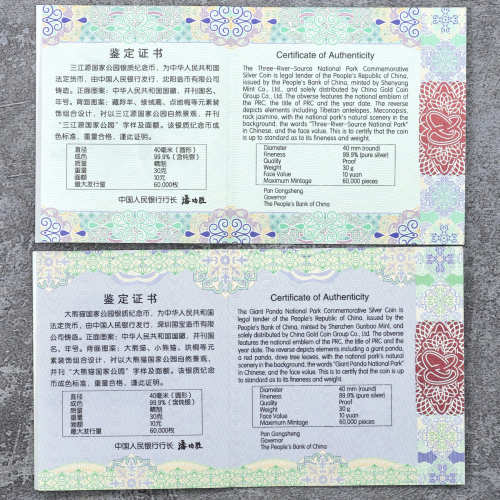 鉴定证书
三江源国家公园银质纪念币，为中华人民共和国
法定货币，由中国人民银行发行，沈阳造币有限公司
铸造。正面图案：中华人民共和国国徽，并刊国名、
年号。背面图案：藏羚羊、绿绒蒿、点地梅等元素装
饰组合设计，衬以三江源国家公园自然景观，并刊
“三江源国家公园”字样及面额。该银质纪念币成
色标准，重量合格，谨此证明。
直径 40毫米（圆形）
成色 99.9%（含纯银）
质量 精制
重量 30克
面额 10元
最大发行量 60,000枚
中国人民银行行长 潘功胜
Certificate of Authenticity
The Three-River-Source National Park Commemorative
Silver Coin is legal tender of the People's Republic of China,
issued by the People's Bank of China, minted by Shenyang
Mint Co., Ltd., and solely distributed by China Gold Coin
Group Co., Ltd. The obverse features the national emblem of
the PRC, the title of PRC and the year date. The reverse
depicts elements including Tibetan antelopes, Meconopsis,
rock jasmine, with the national park's natural scenery in the
background, the words "Three-River-Source National Park"
in Chinese, and the face value. This is to certify that the coin
is up to standard as to its fineness and weight.
Diameter 40 mm (round)
Fineness 99.9% (pure silver)
Quality Proof
Weight 30 g
Face Value 10 yuan
Maximum Mintage 60,000 pieces
Pan Gongsheng
Governor
The People's Bank of China
鉴定证书
大熊猫国家公园银质纪念币，为中华人民共和国
法定货币，由中国人民银行发行，深圳国宝造币有限
公司铸造。正面图案：中华人民共和国国徽，并刊
国名、年号。背面图案：大熊猫、小熊猫、珙桐等元
素装饰组合设计，衬以大熊猫国家公园自然景观，
并刊“大熊猫国家公园”字样及面额。该银质纪念
币成色标准，重量合格，谨此证明。
直径 40毫米（圆形）
成色 99.9%（含纯银）
质量 精制
重量 30克
面额 10元
最大发行量 60,000枚
中国人民银行行长 潘功胜
Certificate of Authenticity
The Giant Panda National Park Commemorative Silver Coin is
legal tender of the People's Republic of China, issued by the
People's Bank of China, minted by Shenzhen Guobao Mint, and
solely distributed by China Gold Coin Group Co., Ltd. The obverse
features the national emblem of the PRC, the title of PRC and the
year date. The reverse depicts elements including a giant panda,
a red panda, dove tree leaves, with the national park's natural
scenery in the background, the words "Giant Panda National Park"
in Chinese, and the face value. This is to certify that the coin is up
to standard as to its fineness and weight.
Diameter 40 mm (round)
Fineness 99.9% (pure silver)
Quality Proof
Weight 30 g
Face Value 10 yuan
Maximum Mintage 60,000 pieces
Pan Gongsheng
Governor
The People's Bank of China